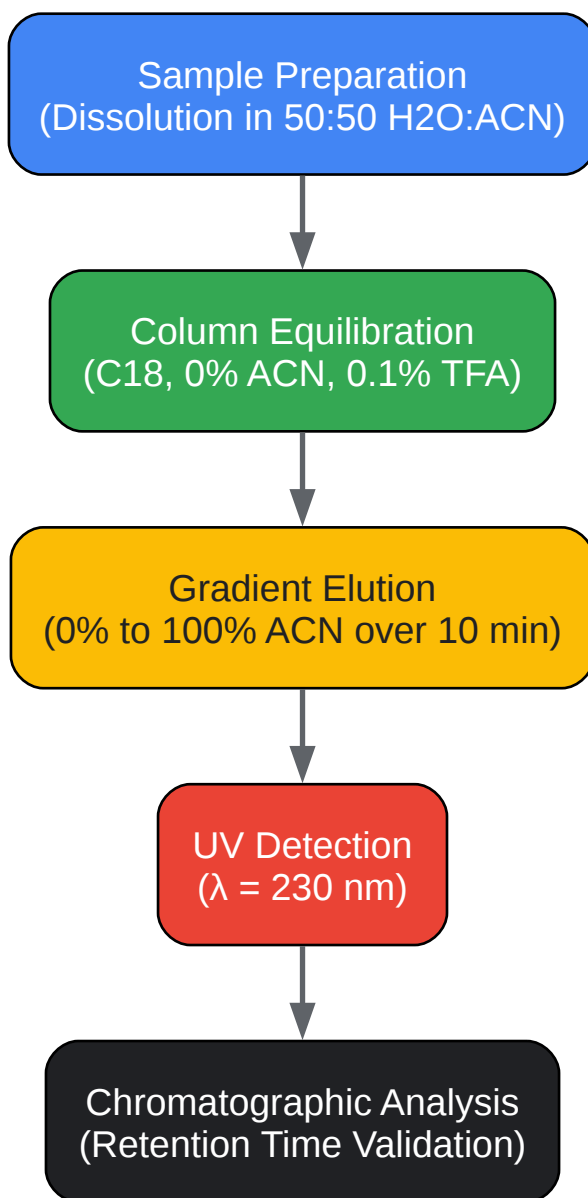 Sample Preparation
(Dissolution in 50:50 H2O:ACN)
Column Equilibration
(C18, 0% ACN, 0.1% TFA)
Gradient Elution
(0% to 100% ACN over 10 min)
UV Detection
(λ = 230 nm)
Chromatographic Analysis
(Retention Time Validation)